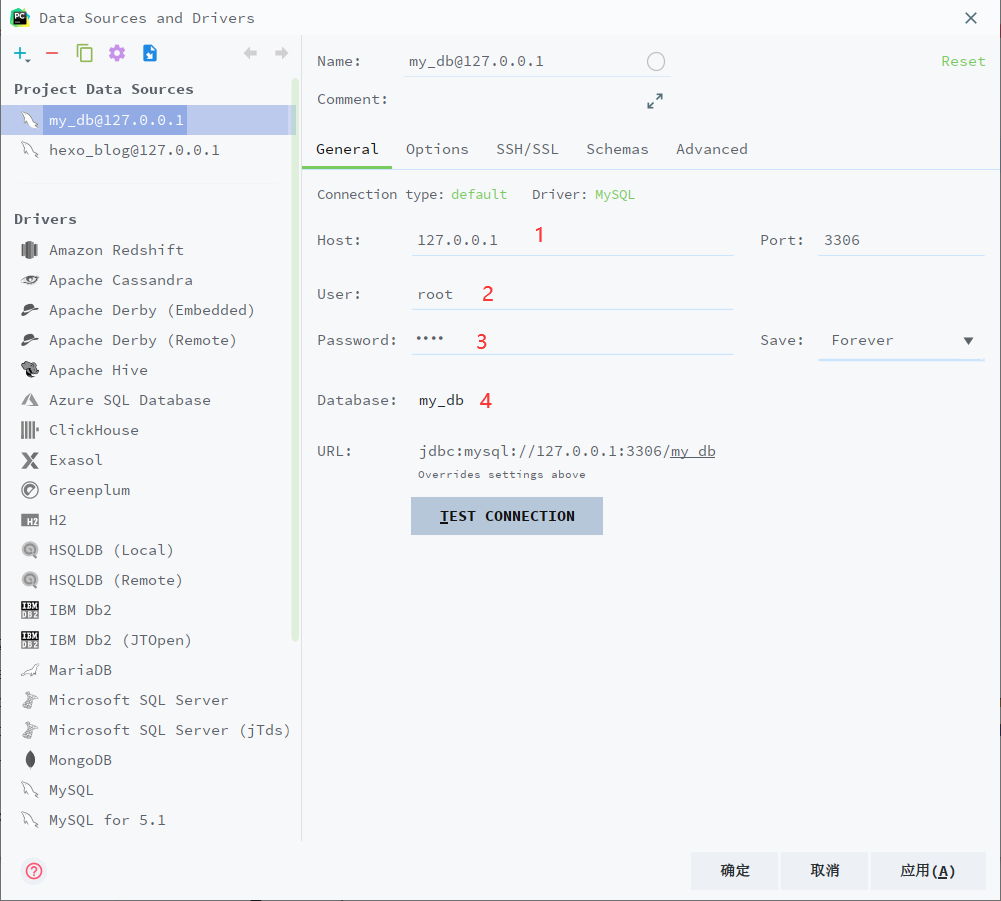 PC
Data Sources and Drivers
Project Data Sources
my_db@127.0.0.1
hexo_blog@127.0.0.1
Drivers
Amazon Redshift
Apache Cassandra
Apache Derby (Embedded)
Apache Derby (Remote)
Apache Hive
Azure SQL Database
ClickHouse
Exasol
Greenplum
H2 H2
HSQLDB (Local)
HSQLDB (Remote)
IBM DB2 IBM Db2
IBM DB2 IBM Db2 (JTOpen)
MariaDB
Microsoft SQL Server
Microsoft SQL Server (jTds)
MongoDB
MySQL
MySQL for 5.1
Name: my_db@127.0.0.1 Reset
Comment:
General Options SSH/SSL Schemas Advanced
Connection type: default Driver: MySQL
Host: 127.0.0.1 1 Port: 3306
User: root 2
Password: •••• 3 Save: Forever
Database: my_db 4
URL: jdbc:mysql://127.0.0.1:3306/my_db
Overrides settings above
TEST CONNECTION
? 确定 取消 应用(A)